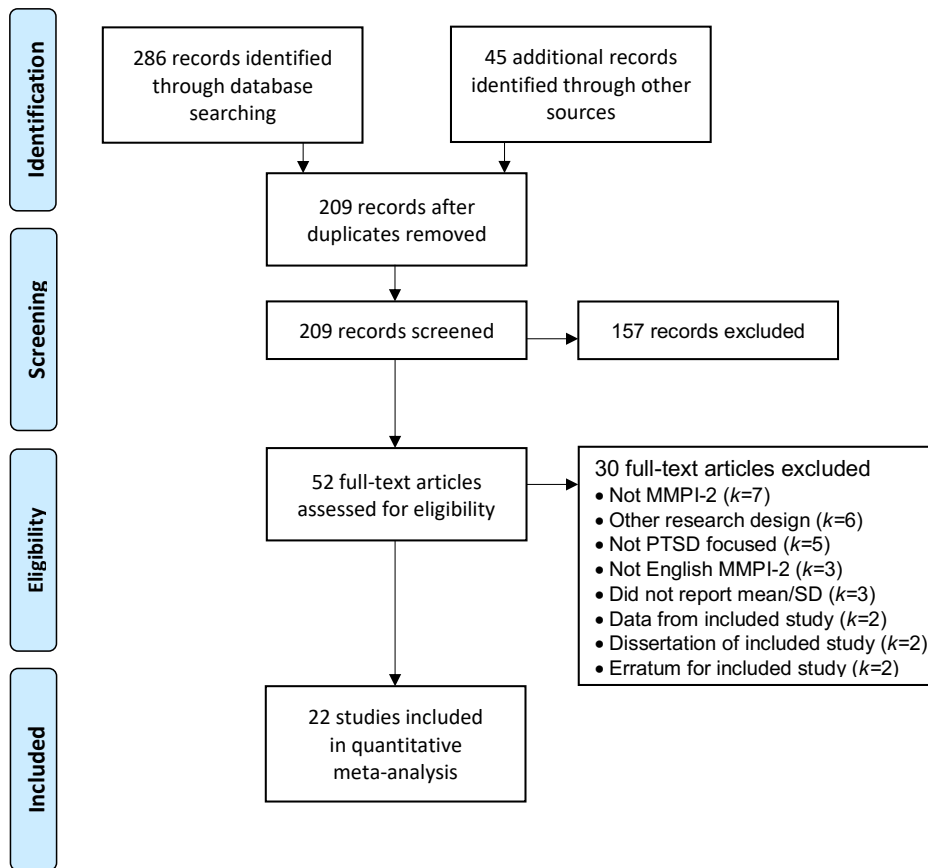 Identification
286 records identified
through database
searching
45 additional records
identified through other
sources
209 records after
duplicates removed
Screening
209 records screened
157 records excluded
Eligibility
52 full-text articles
assessed for eligibility
30 full-text articles excluded
• Not MMPI-2 (k=7)
• Other research design (k=6)
• Not PTSD focused (k=5)
• Not English MMPI-2 (k=3)
• Did not report mean/SD (k=3)
• Data from included study (k=2)
• Dissertation of included study (k=2)
• Erratum for included study (k=2)
Included
22 studies included
in quantitative
meta-analysis